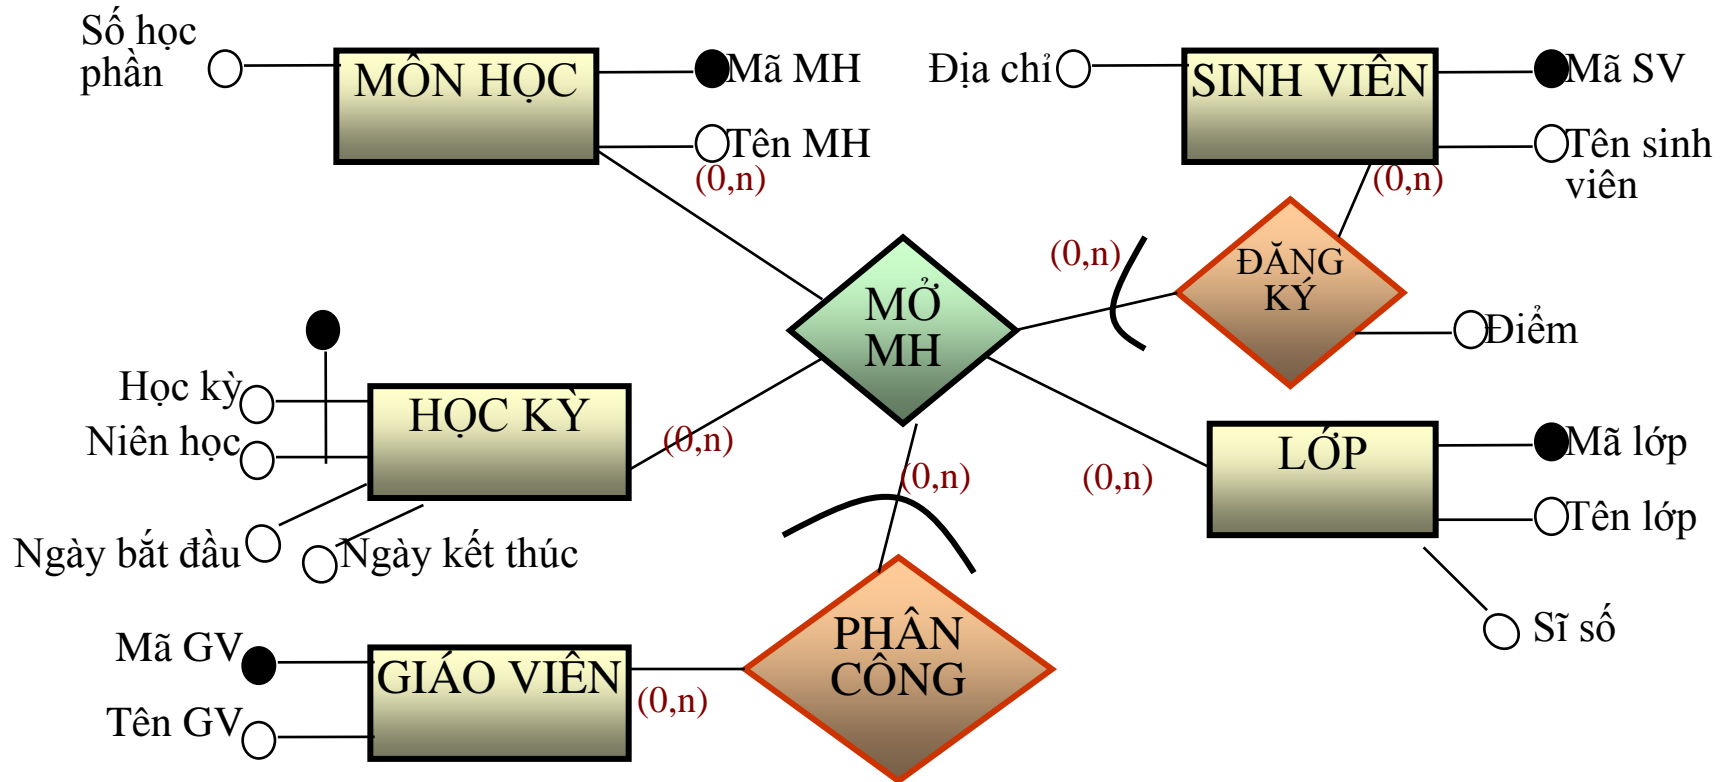 Số học
phần
MÔN HỌC
Mã MH
Tên MH
(0,n)
Địa chỉ
SINH VIÊN
Mã SV
Tên sinh
viên
(0,n)
(0,n)
ĐĂNG
KÝ
Điểm
MỞ
MH
Học kỳ
Niên học
HỌC KỲ
(0,n)
Ngày bắt đầu
Ngày kết thúc
(0,n)
(0,n)
LỚP
Mã lớp
Tên lớp
Sĩ số
Mã GV
Tên GV
GIÁO VIÊN
(0,n)
PHÂN
CÔNG